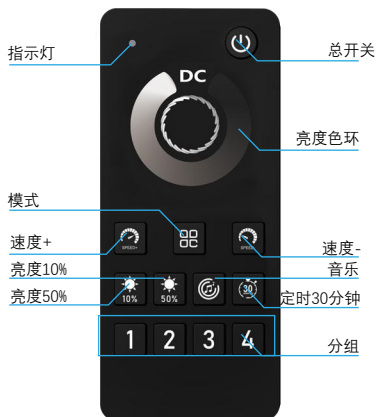 指示灯
总开关
DC
亮度色环
模式
速度+
SPEED+
SPEED-
速度-
亮度10%
音乐
10%
50%
30
亮度50%
定时30分钟
1 2 3 4
分组